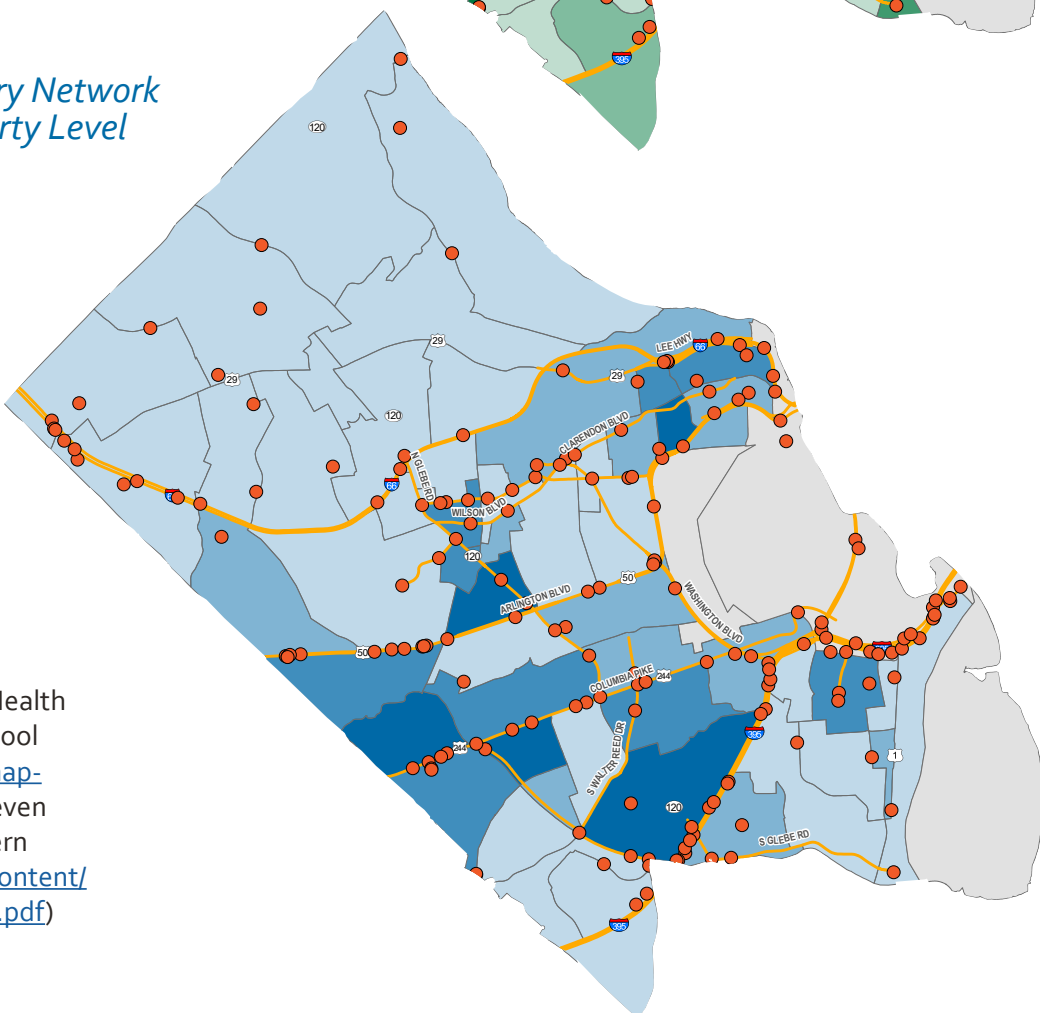 395
ry Network
rty Level
120
29
LEE HWY
66
29
29
120
CLARENDON BLVD
N GLEBE RD
66
WILSON BLVD
120
50
ARLINGTON BLVD
WASHINGTON BLVD
50
COLUMBIA PIKE
244
Health
ool
nap-
even
ern
ontent/
.pdf)
244
S WALTER REED DR
395
1
120
S GLEBE RD
395